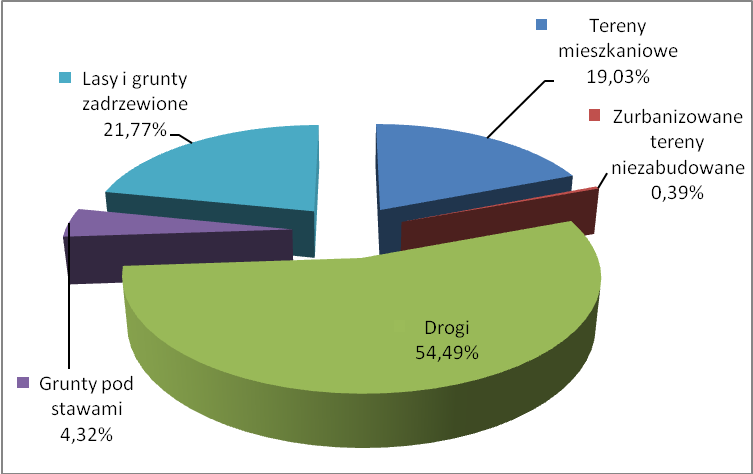 Tereny
mieszkaniowe
19,03%
Zurbanizowane
tereny
niezabudowane
0,39%
Drogi
54,49%
Grunty pod
stawami
4,32%
Lasy i grunty
zadrzewione
21,77%